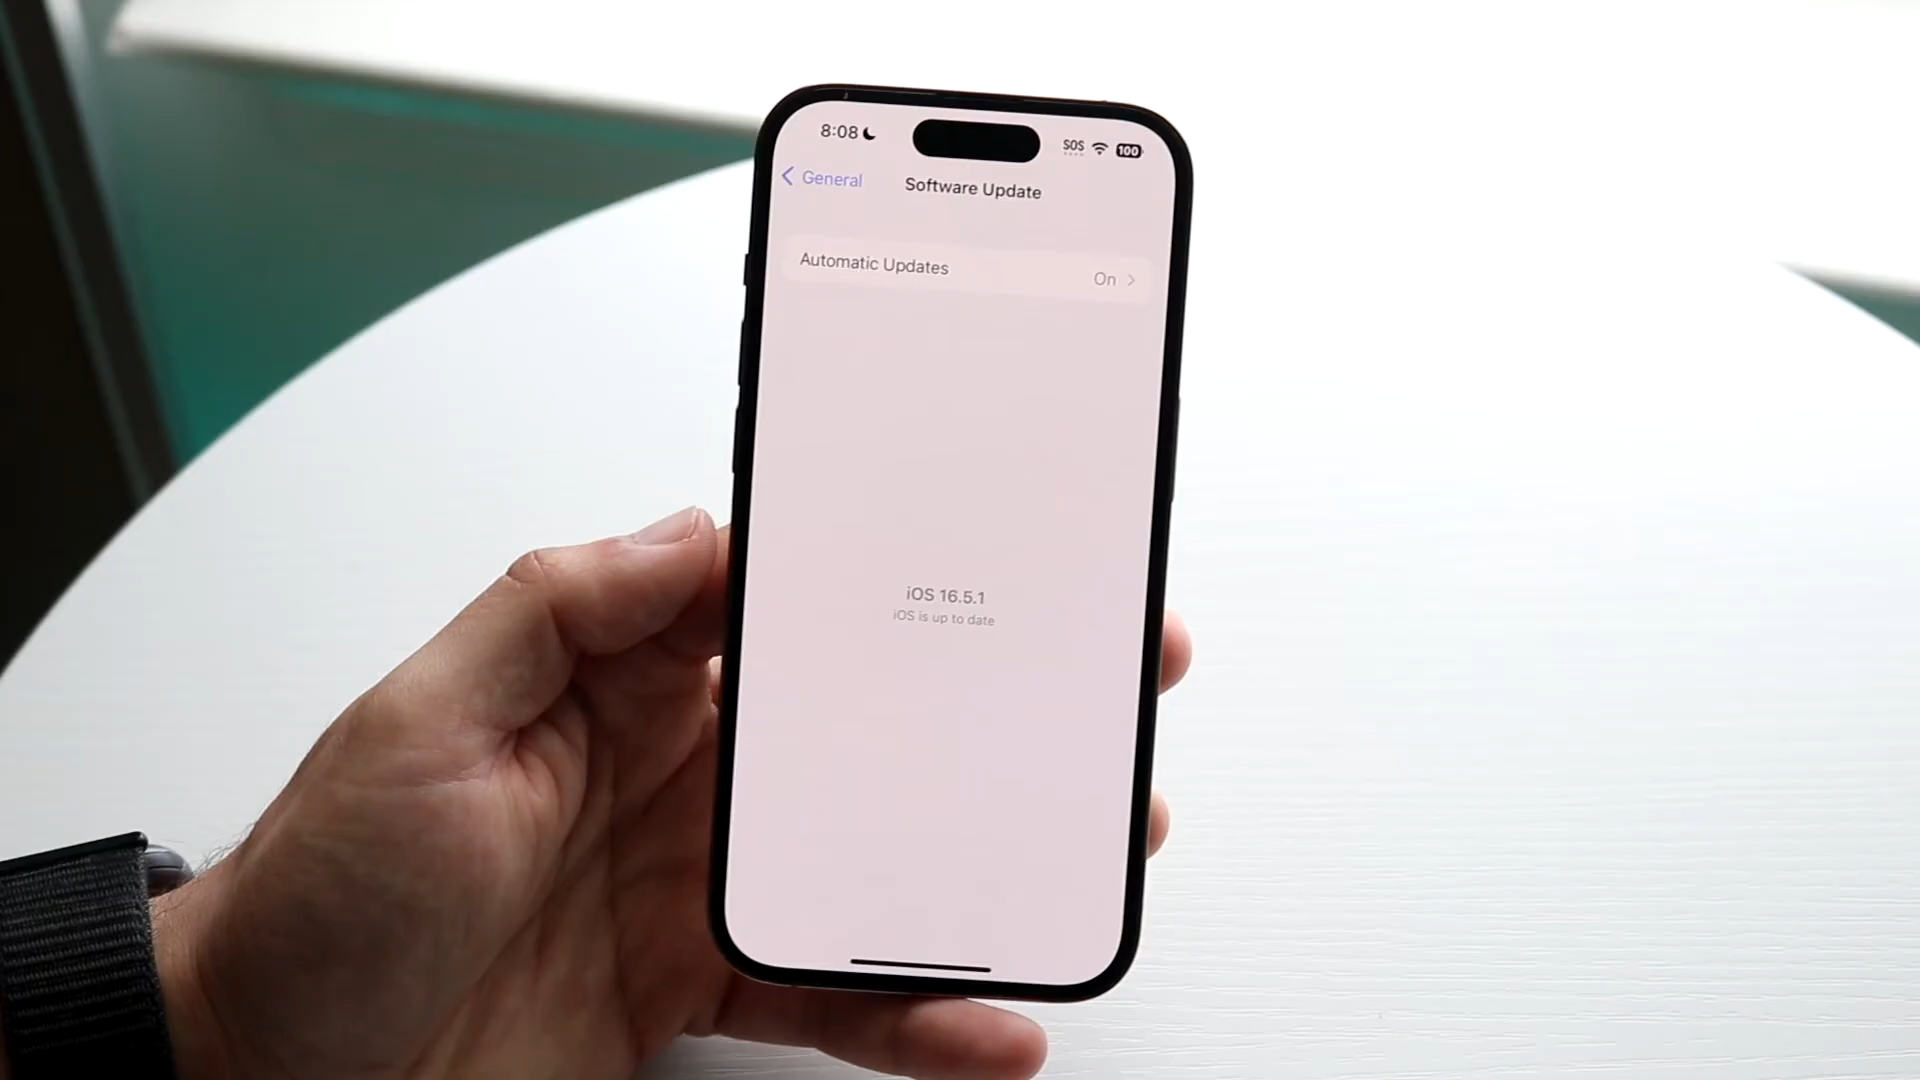 8:08 SOS 100
General Software Update
Automatic Updates On
iOS 16.5.1
iOS is up to date